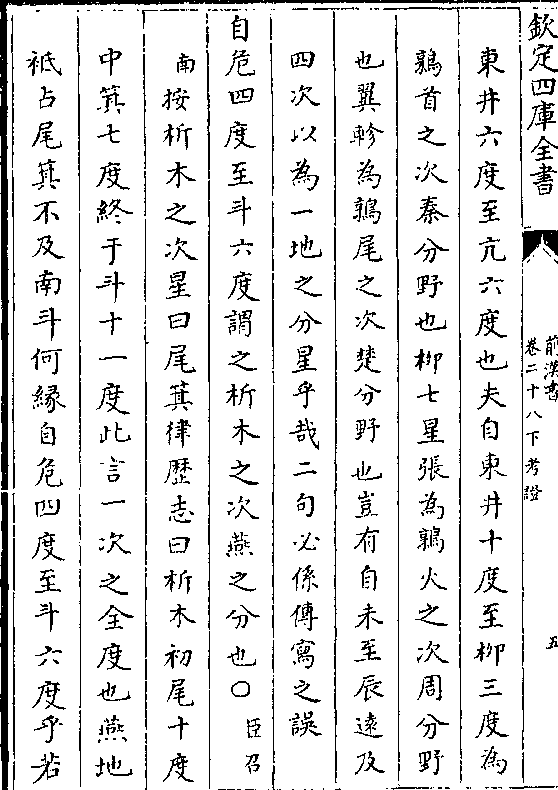 欽定四庫全書
前漢書
卷二十八下考證
五
東井六度至亢六度也夫自東井十度至柳三度為
鶉首之次秦分野也柳七星張為鶉火之次周分野
也翼軫為鶉尾之次楚分野也豈有自未至辰遠及
四次以為一地之分星乎哉二句必係傳寫之誤
自危四度至斗六度謂之析木之次燕之分也〇臣召
南按析木之次星曰尾箕律歷志曰析木初尾十度
中箕七度終于斗十一度此言一次之全度也燕地
祗占尾箕不及南斗何緣自危四度至斗六度乎若